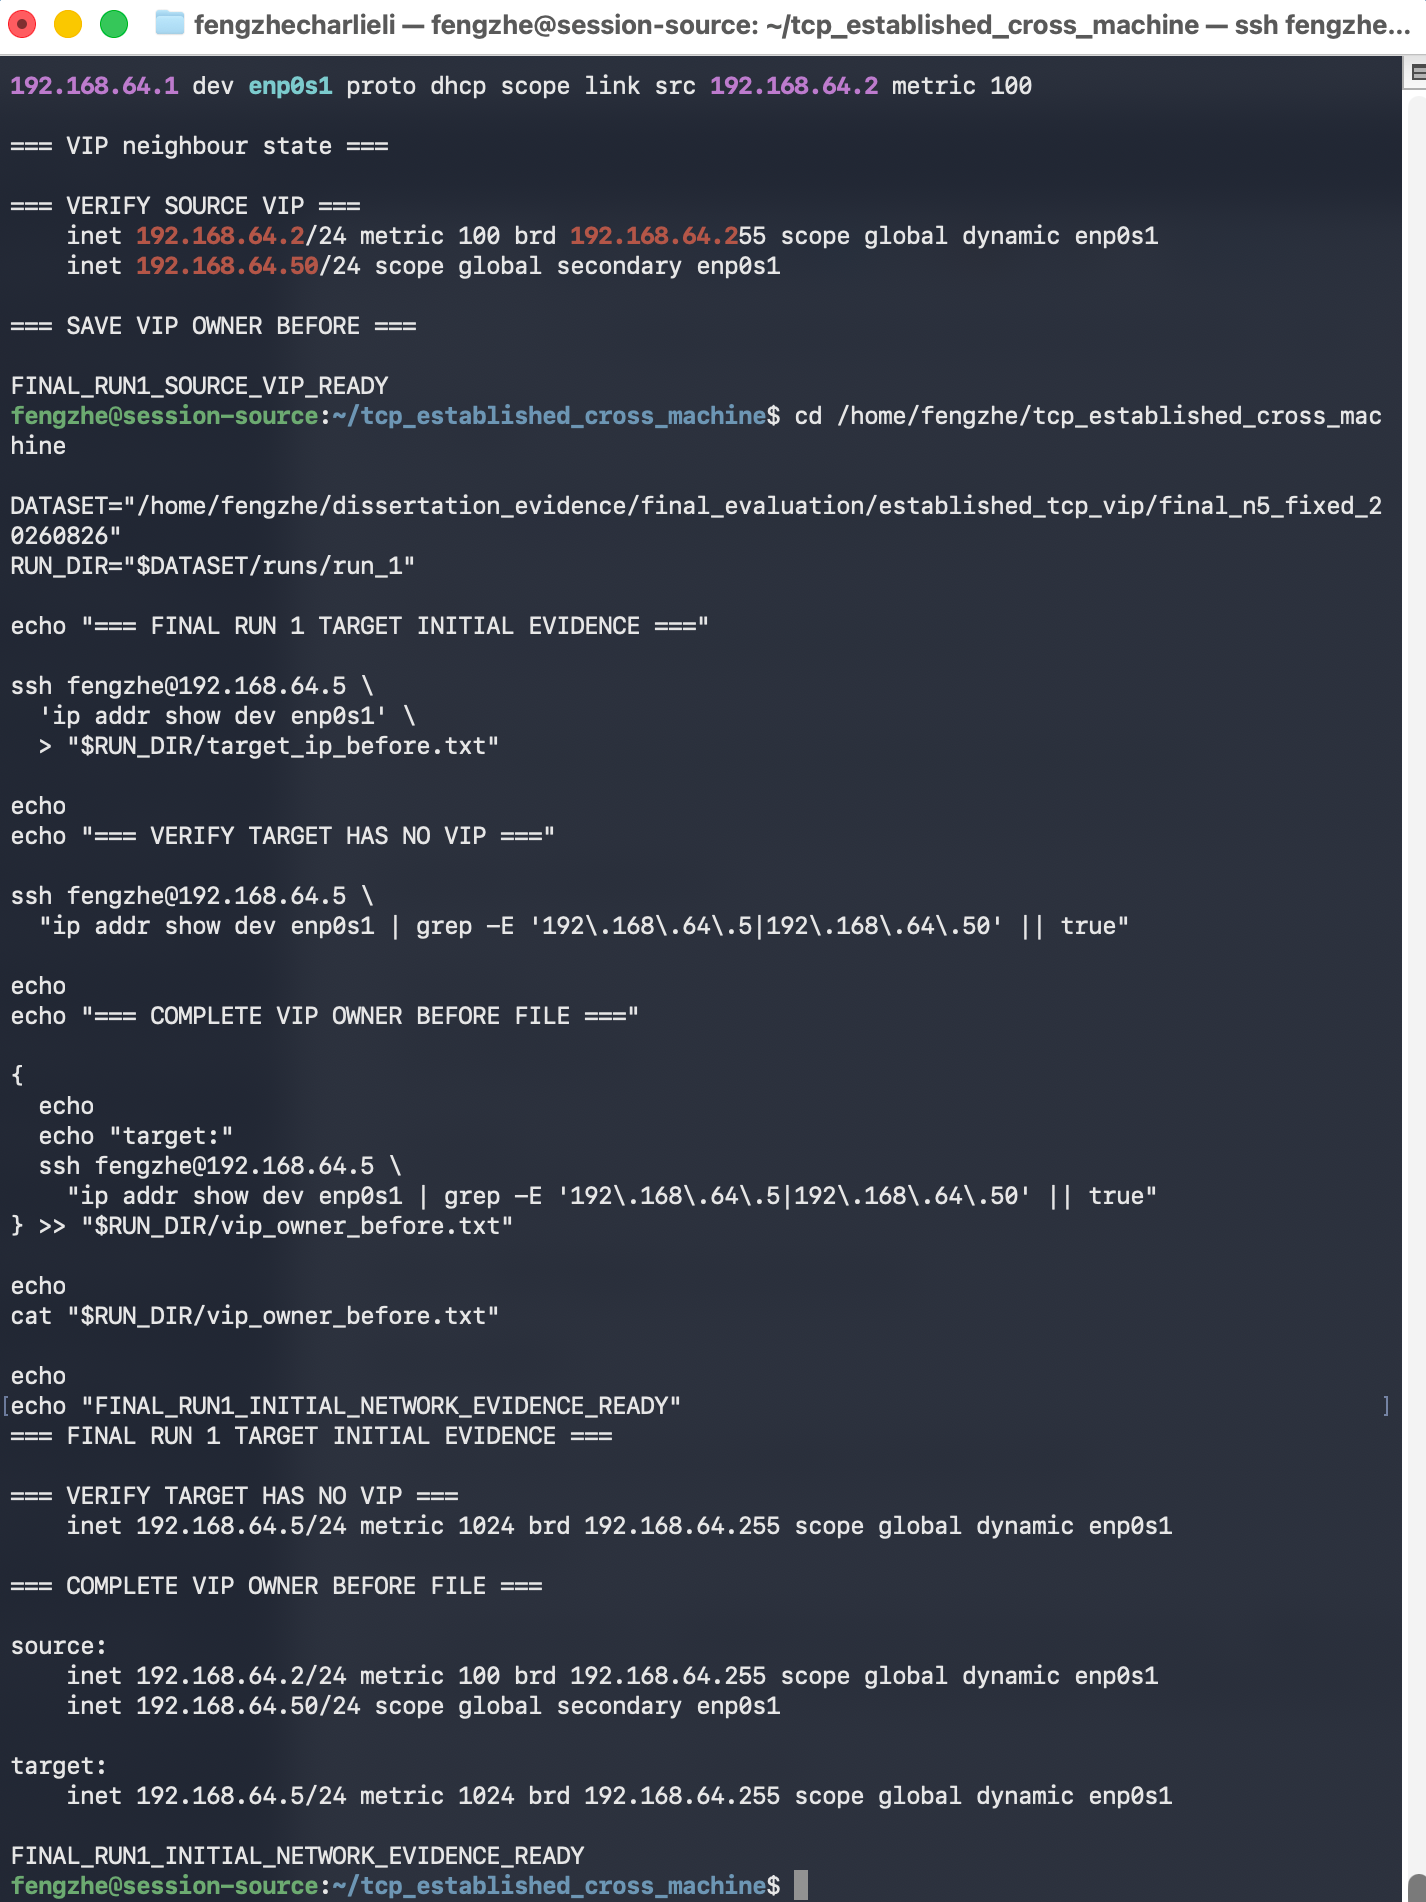 fengzhecharlieli — fengzhe@session-source: ~/tcp_established_cross_machine — ssh fengzhe...
192.168.64.1 dev enp0s1 proto dhcp scope link src 192.168.64.2 metric 100
=== VIP neighbour state ===
=== VERIFY SOURCE VIP ===
    inet 192.168.64.2/24 metric 100 brd 192.168.64.255 scope global dynamic enp0s1
    inet 192.168.64.50/24 scope global secondary enp0s1
=== SAVE VIP OWNER BEFORE ===
FINAL_RUN1_SOURCE_VIP_READY
fengzhe@session-source:~/tcp_established_cross_machine$ cd /home/fengzhe/tcp_established_cross_mac
hine
DATASET="/home/fengzhe/dissertation_evidence/final_evaluation/established_tcp_vip/final_n5_fixed_2
0260826"
RUN_DIR="$DATASET/runs/run_1"
echo "=== FINAL RUN 1 TARGET INITIAL EVIDENCE ==="
ssh fengzhe@192.168.64.5 \
  'ip addr show dev enp0s1' \
  > "$RUN_DIR/target_ip_before.txt"
echo
echo "=== VERIFY TARGET HAS NO VIP ==="
ssh fengzhe@192.168.64.5 \
  "ip addr show dev enp0s1 | grep -E '192\.168\.64\.5|192\.168\.64\.50' || true"
echo
echo "=== COMPLETE VIP OWNER BEFORE FILE ==="
{
  echo
  echo "target:"
  ssh fengzhe@192.168.64.5 \
    "ip addr show dev enp0s1 | grep -E '192\.168\.64\.5|192\.168\.64\.50' || true"
} >> "$RUN_DIR/vip_owner_before.txt"
echo
cat "$RUN_DIR/vip_owner_before.txt"
echo
[echo "FINAL_RUN1_INITIAL_NETWORK_EVIDENCE_READY" ]
=== FINAL RUN 1 TARGET INITIAL EVIDENCE ===
=== VERIFY TARGET HAS NO VIP ===
    inet 192.168.64.5/24 metric 1024 brd 192.168.64.255 scope global dynamic enp0s1
=== COMPLETE VIP OWNER BEFORE FILE ===
source:
    inet 192.168.64.2/24 metric 100 brd 192.168.64.255 scope global dynamic enp0s1
    inet 192.168.64.50/24 scope global secondary enp0s1
target:
    inet 192.168.64.5/24 metric 1024 brd 192.168.64.255 scope global dynamic enp0s1
FINAL_RUN1_INITIAL_NETWORK_EVIDENCE_READY
fengzhe@session-source:~/tcp_established_cross_machine$